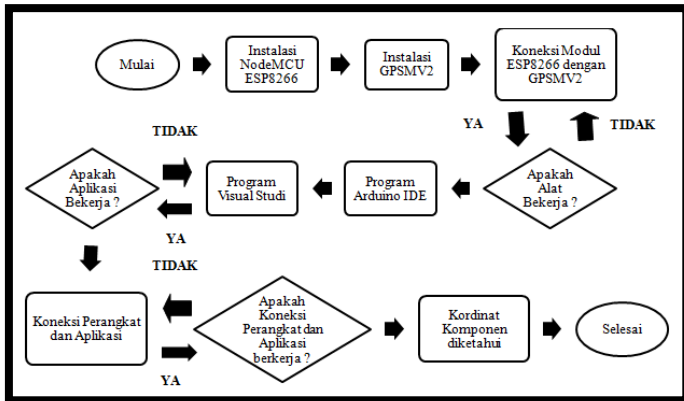 Mulai
Instalasi
NodeMCU
ESP8266
Instalasi
GPSMV2
Koneksi Modul
ESP8266 dengan
GPSMV2
YA
TIDAK
Apakah
Alat
Bekerja ?
Program
Arduino IDE
Program
Visual Studi
TIDAK
YA
Apakah
Aplikasi
Bekerja ?
Koneksi Perangkat
dan Aplikasi
TIDAK
YA
Apakah
Koneksi
Perangkat dan
Aplikasi
berkerja ?
Kordinat
Komponen
diketahui
Selesai